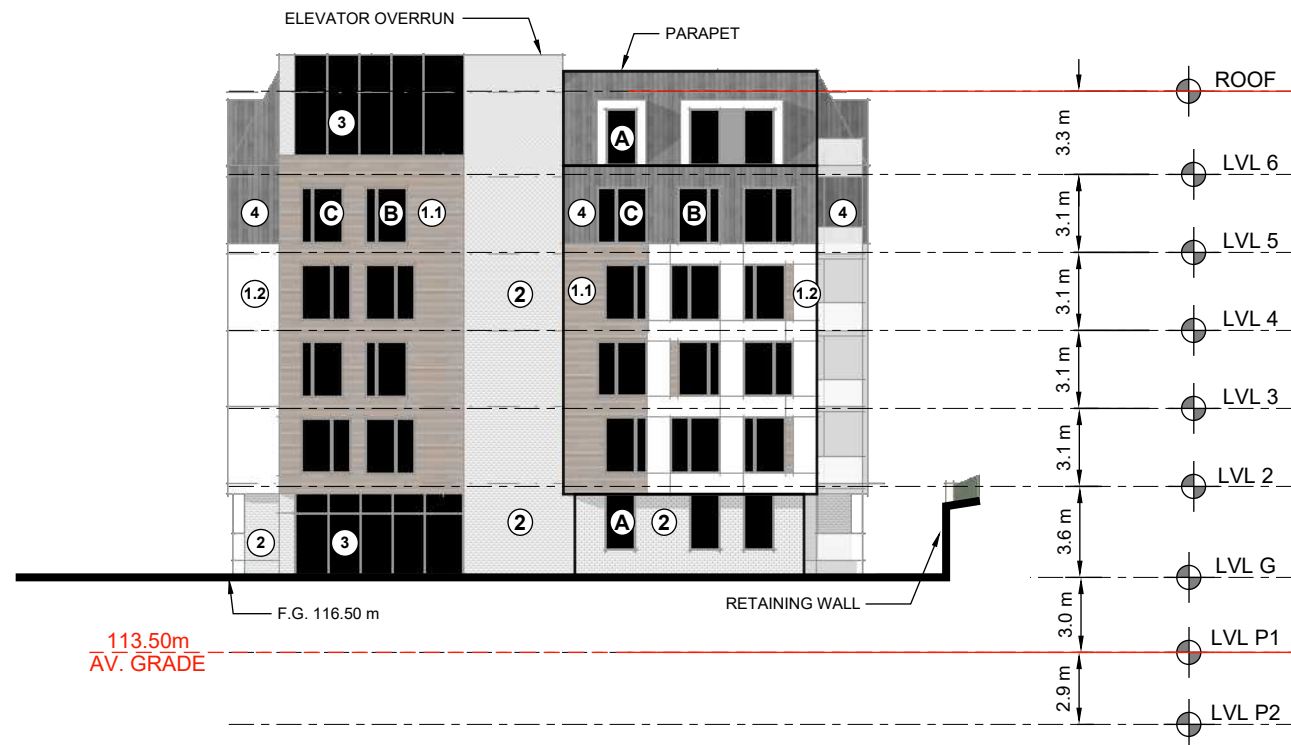 ELEVATOR OVERRUN
PARAPET
ROOF
3
A
3.3 m
LVL 6
4
C
B
1.1
4
C
B
4
3.1 m
LVL 5
1.2
2
1.1
1.2
3.1 m
LVL 4
3.1 m
LVL 3
3.1 m
LVL 2
2
3
2
A
2
3.6 m
LVL G
F.G. 116.50 m
RETAINING WALL
3.0 m
113.50m
AV. GRADE
LVL P1
2.9 m
LVL P2